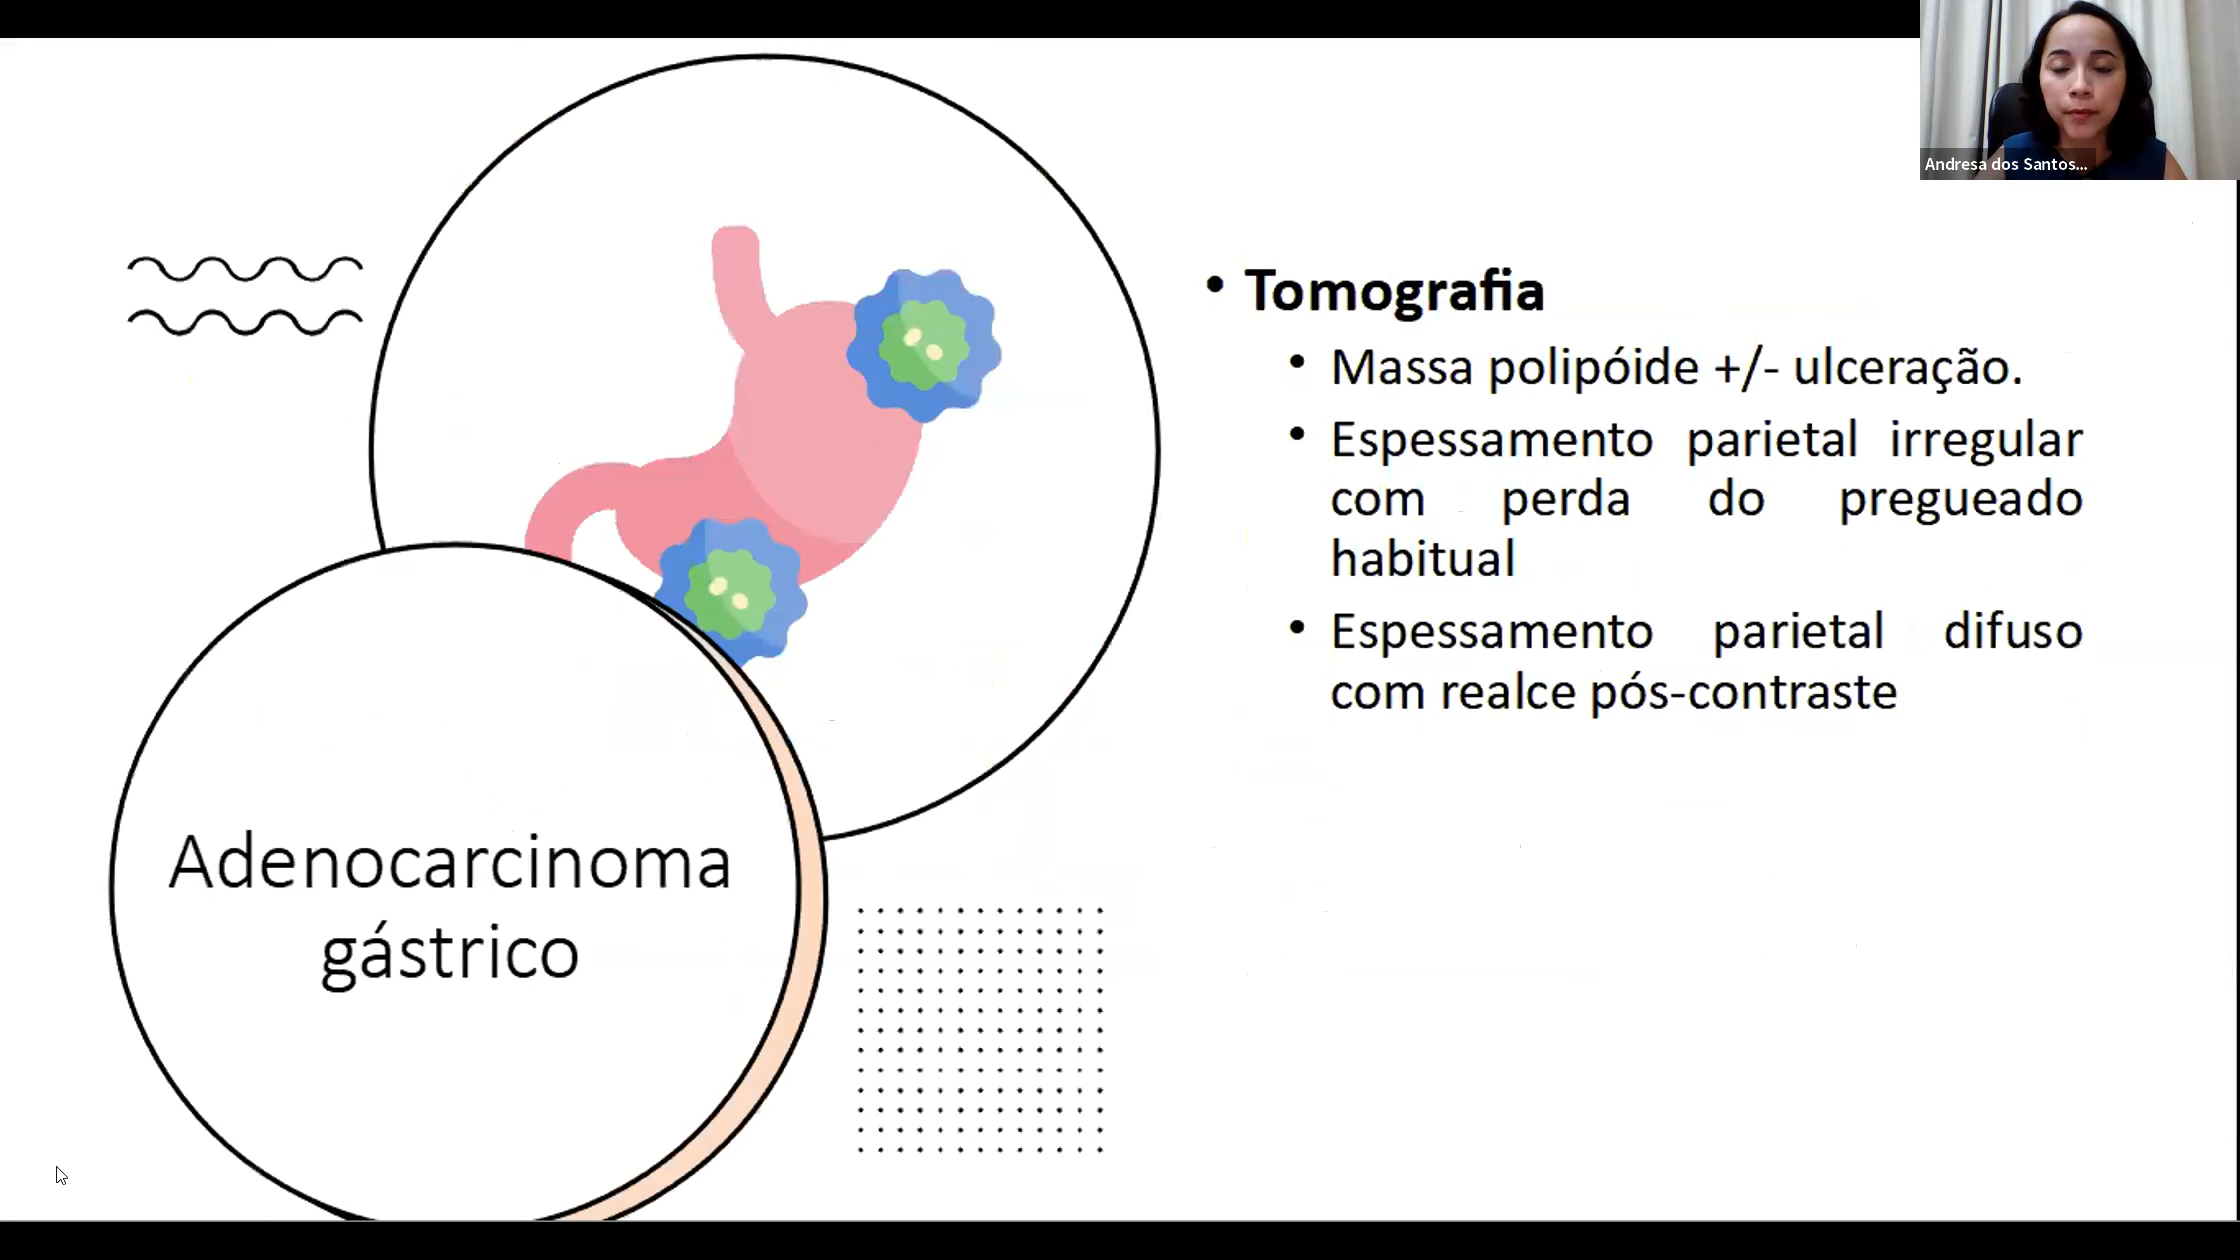 Andresa dos Santos...
• Tomografia
• Massa polipóide +/- ulceração.
• Espessamento parietal irregular
com perda do pregueado
habitual
• Espessamento parietal difuso
com realce pós-contraste
Adenocarcinoma
gástrico